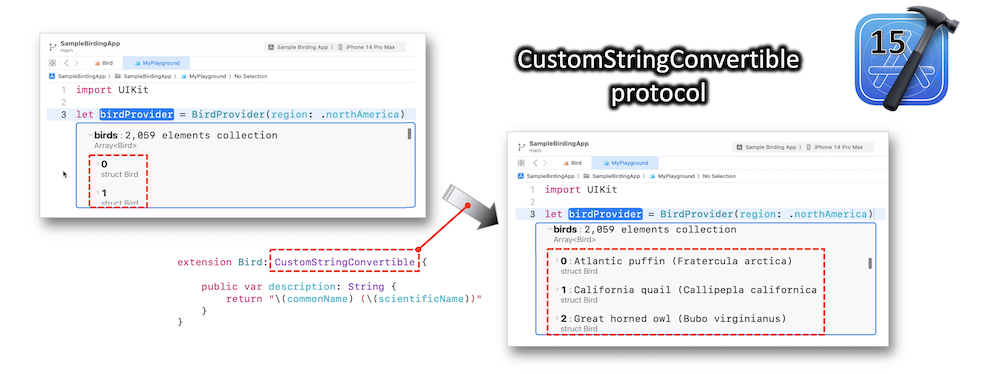 CustomStringConvertible
protocol
15
SampleBirdingApp
main
Sample Birding App 〉 iPhone 14 Pro Max
Bird
MyPlayground
SampleBirdingApp 〉 SampleBirdingApp 〉 MyPlayground 〉 No Selection
1 import UIKit
2
3 let birdProvider = BirdProvider(region: .northAmerica)
birds : 2,059 elements collection
Array<Bird>
0
struct Bird
1
struct Bird
extension Bird: CustomStringConvertible {
public var description: String {
return "\(commonName) (\(scientificName))"
}
}
SampleBirdingApp
main
Sample Birding App 〉 iPhone 14 Pro Max
Bird
MyPlayground
SampleBirdingApp 〉 SampleBirdingApp 〉 MyPlayground 〉 No Selection
1 import UIKit
2
3 let birdProvider = BirdProvider(region: .northAmerica)
birds : 2,059 elements collection
Array<Bird>
0 : Atlantic puffin (Fratercula arctica)
struct Bird
1 : California quail (Callipepla californica
struct Bird
2 : Great horned owl (Bubo virginianus)
struct Bird